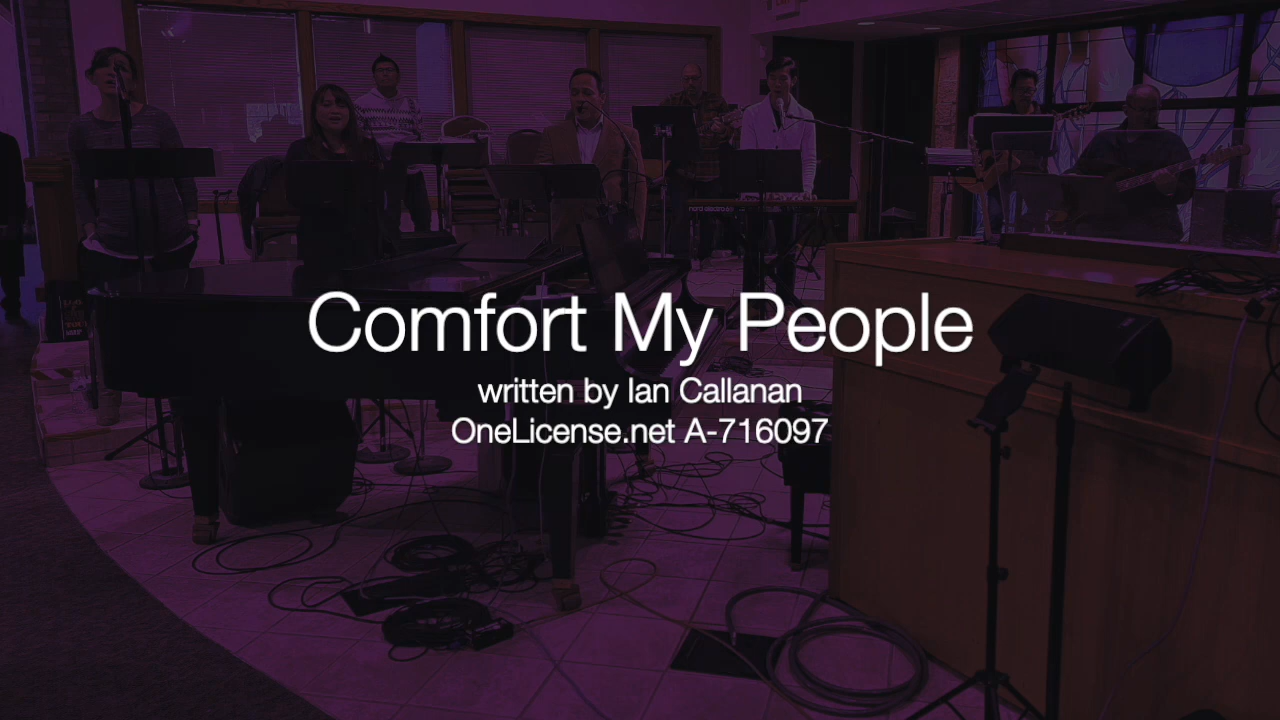 Comfort My People
written by Ian Callanan
OneLicense.net A-716097